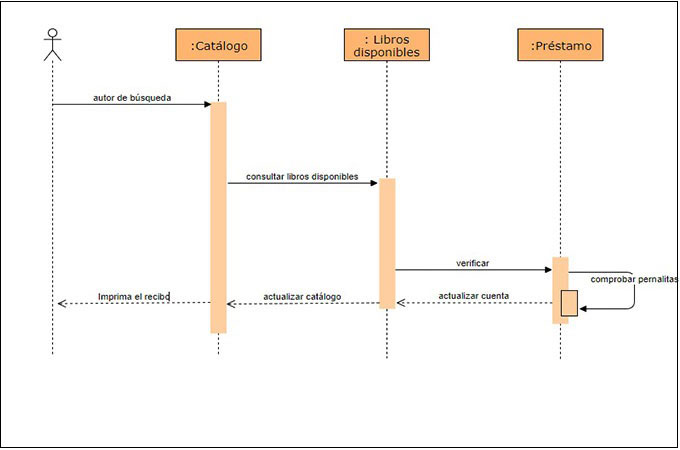 :Catálogo
: Libros
disponibles
:Préstamo
autor de búsqueda
consultar libros disponibles
verificar
comprobar pernalitas
Imprima el recibo
actualizar catálogo
actualizar cuenta